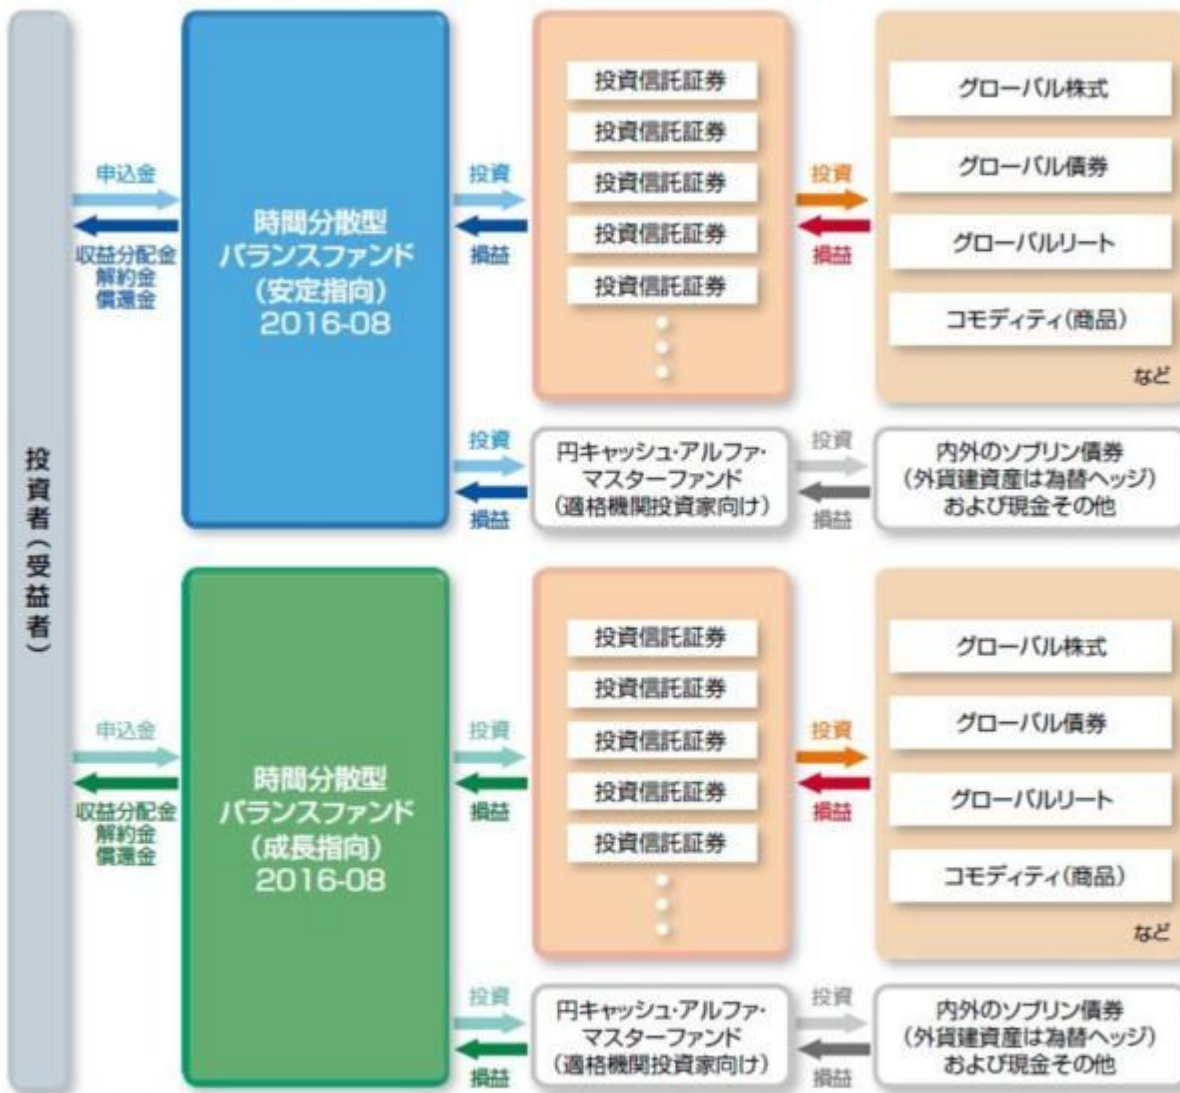 投資者（受益者）
申込金
収益分配金
解約金
償還金
時間分散型
バランスファンド
（安定指向）
2016-08
投資
損益
投資信託証券
投資信託証券
投資信託証券
投資信託証券
投資信託証券
投資
損益
グローバル株式
グローバル債券
グローバルリート
コモディティ(商品)
など
投資
損益
円キャッシュ・アルファ・
マスターファンド
（適格機関投資家向け）
投資
損益
内外のソブリン債券
（外貨建資産は為替ヘッジ）
および現金その他
申込金
収益分配金
解約金
償還金
時間分散型
バランスファンド
（成長指向）
2016-08
投資
損益
投資信託証券
投資信託証券
投資信託証券
投資信託証券
投資信託証券
投資
損益
グローバル株式
グローバル債券
グローバルリート
コモディティ(商品)
など
投資
損益
円キャッシュ・アルファ・
マスターファンド
（適格機関投資家向け）
投資
損益
内外のソブリン債券
（外貨建資産は為替ヘッジ）
および現金その他